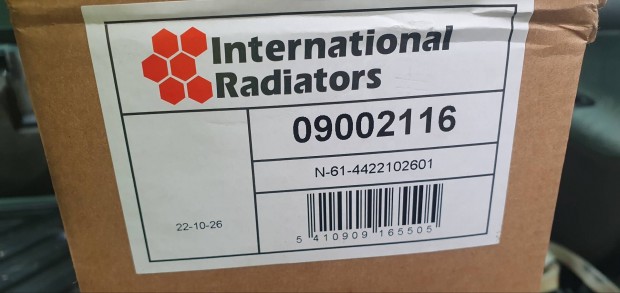 International
Radiators
09002116
N-61-4422102601
22-10-26
5 410909 165505